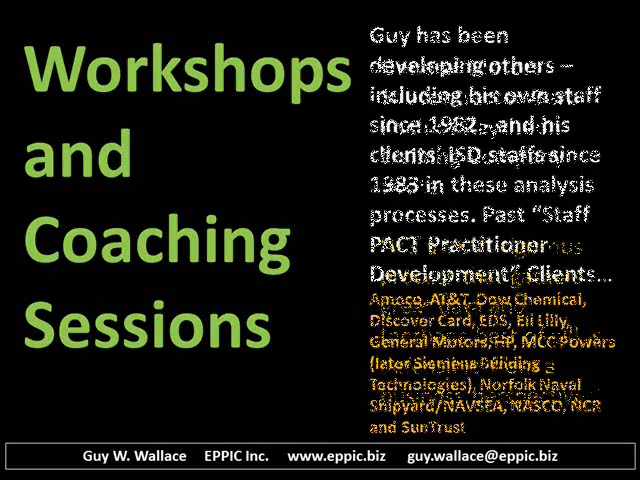 Workshops
and
Coaching
Sessions
Guy has been
developing others –
including his own staff
since 1982, and his
clients' ISD staffs since
1983 in these analysis
processes. Past “Staff
PACT Practitioner
Development” Clients…
Amoco, AT&T, Dow Chemical,
Discover Card, EDS, Eli Lilly,
General Motors, HP, MCC Powers
(later Siemens Building
Technologies), Norfolk Naval
Shipyard/NAVSEA, NASCO, NCR
and SunTrust
Guy W. Wallace EPPIC Inc. www.eppic.biz guy.wallace@eppic.biz